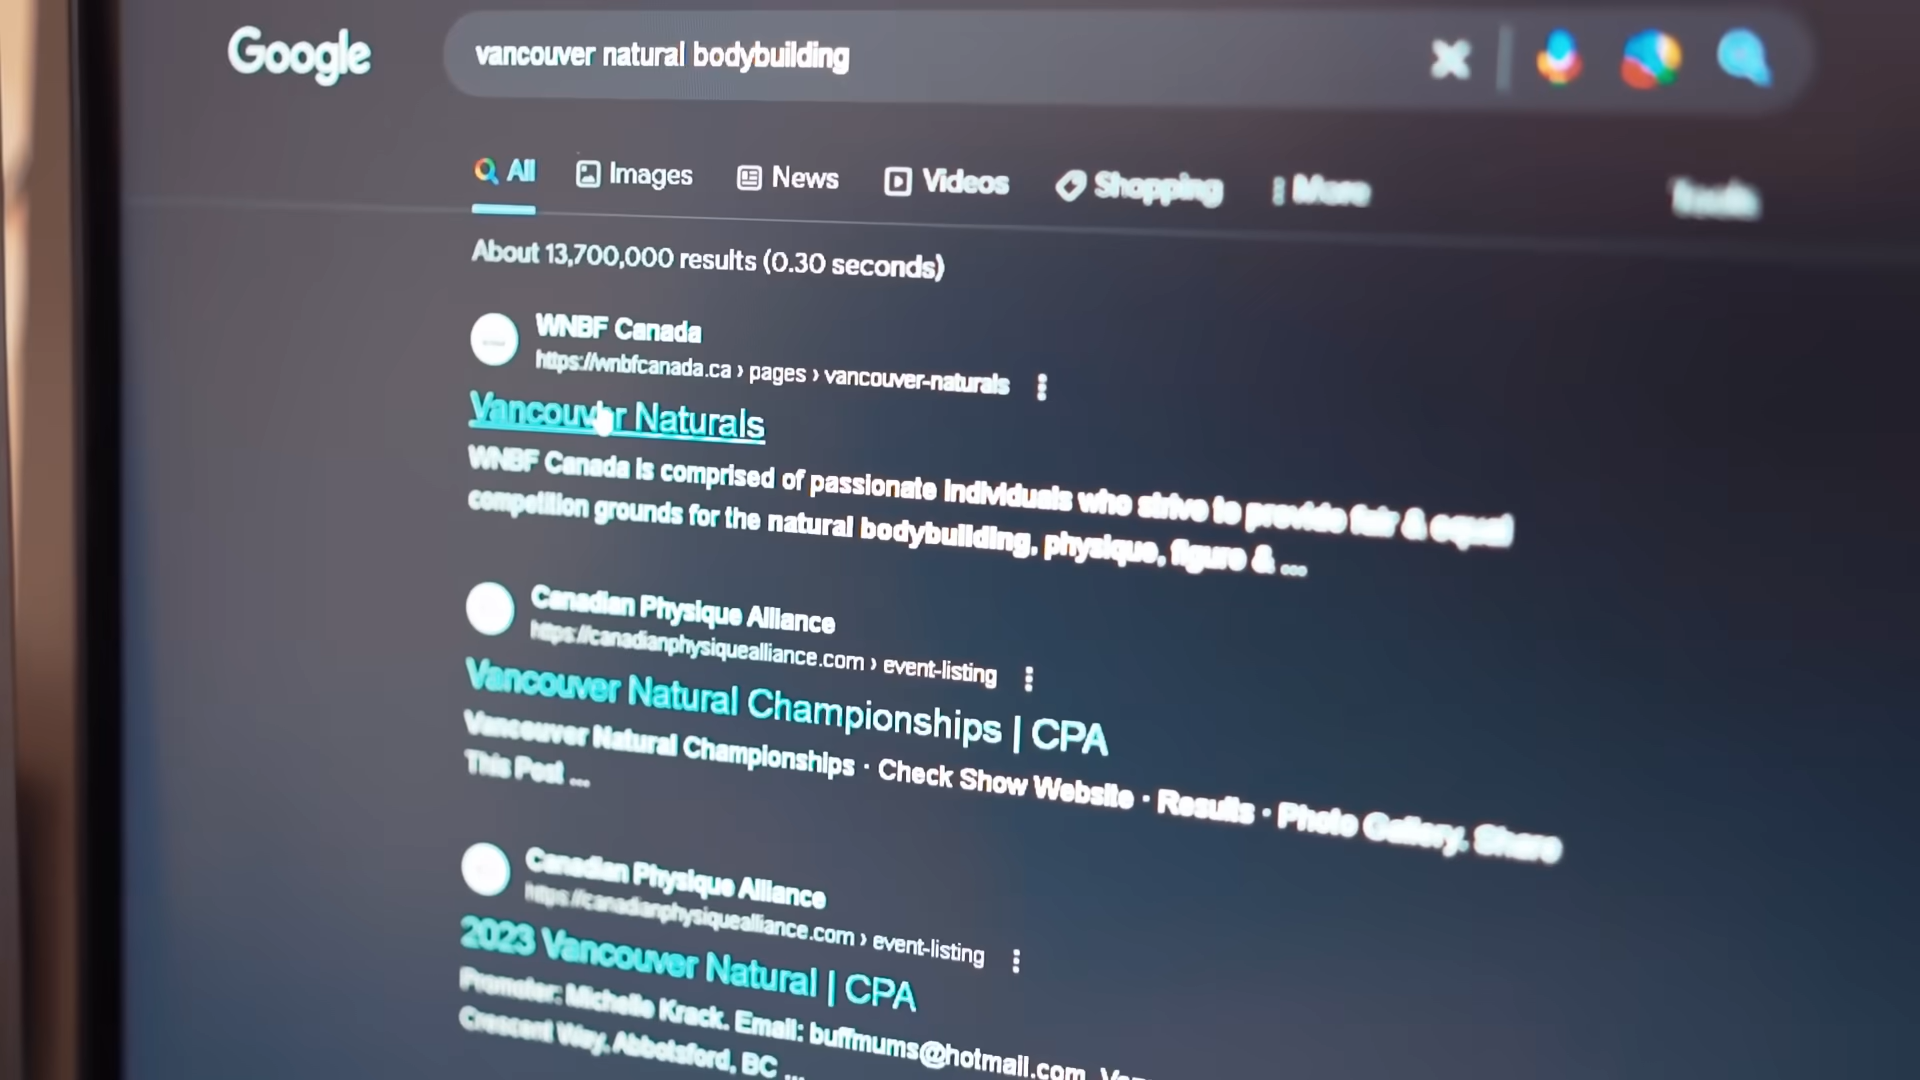 Google
vancouver natural bodybuilding
All
Images
News
Videos
Shopping
More
Tools
About 13,700,000 results (0.30 seconds)
WNBF Canada
https://wnbfcanada.ca › pages › vancouver-naturals
Vancouver Naturals
WNBF Canada is comprised of passionate individuals who strive to provide fair & equal
competition grounds for the natural bodybuilding, physique, figure & ...
Canadian Physique Alliance
https://canadianphysiquealliance.com › event-listing
Vancouver Natural Championships | CPA
Vancouver Natural Championships · Check Show Website · Results · Photo Gallery. Share
This Post ...
Canadian Physique Alliance
https://canadianphysiquealliance.com › event-listing
2023 Vancouver Natural | CPA
Promoter: Michelle Krack. Email: buffmums@hotmail.com
Crescent Way, Abbotsford, BC ...